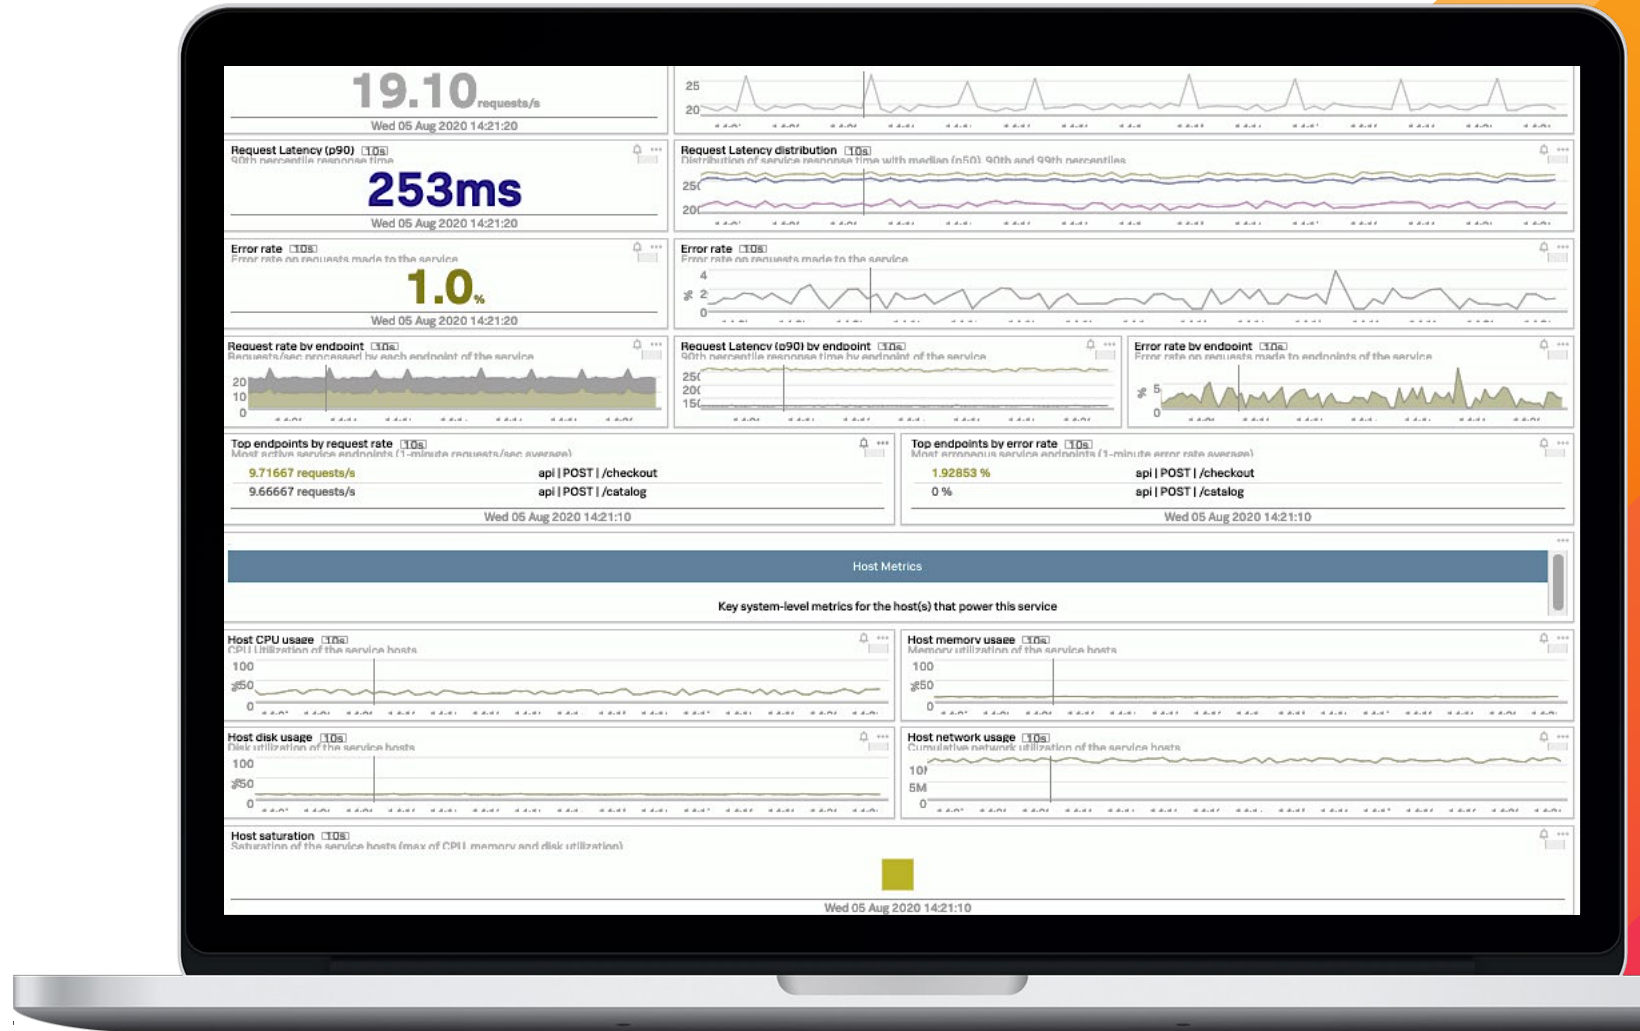 19.10 requests/s
Wed 05 Aug 2020 14:21:20
25
20
Request Latency (p90) 10s
90th percentile response time
253ms
Wed 05 Aug 2020 14:21:20
Request Latency distribution 10s
Distribution of service response time with median (p50), 90th and 99th percentiles
Error rate 10s
Error rate on requests made to the service
1.0 %
Wed 05 Aug 2020 14:21:20
Error rate 10s
Error rate on requests made to the service
4
% 2
0
Request rate by endpoint 10s
Requests/sec processed by each endpoint of the service
20
10
0
Request Latency (p90) by endpoint 10s
90th percentile response time by endpoint of the service
Error rate by endpoint 10s
Error rate on requests made to endpoints of the service
% 5
0
Top endpoints by request rate 10s
Most active service endpoints (1-minute requests/sec average)
9.71667 requests/s api | POST | /checkout
9.66667 requests/s api | POST | /catalog
Wed 05 Aug 2020 14:21:10
Top endpoints by error rate 10s
Most erroneous service endpoints (1-minute error rate average)
1.92853 % api | POST | /checkout
0 % api | POST | /catalog
Wed 05 Aug 2020 14:21:10
Host Metrics
Key system-level metrics for the host(s) that power this service
Host CPU usage 10s
CPU Utilization of the service hosts
100
50
0
Host memory usage 10s
Memory utilization of the service hosts
100
50
0
Host disk usage 10s
Disk utilization of the service hosts
100
50
0
Host network usage 10s
Cumulative network utilization of the service hosts
5M
0
Host saturation 10s
Saturation of the service hosts (max of CPU, memory and disk utilization)
Wed 05 Aug 2020 14:21:10